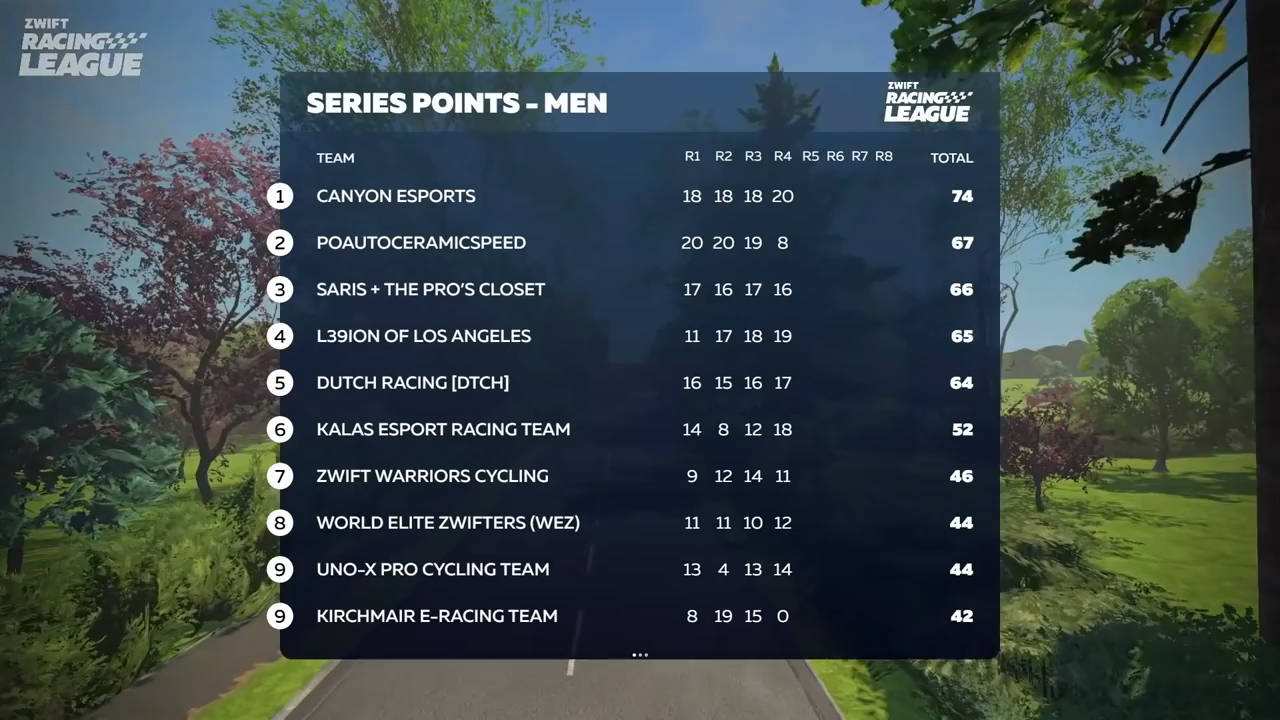 ZWIFT
RACING
LEAGUE
SERIES POINTS - MEN
ZWIFT
RACING
LEAGUE
TEAM R1 R2 R3 R4 R5 R6 R7 R8 TOTAL
1 CANYON ESPORTS 18 18 18 20 74
2 POAUTOCERAMICSPEED 20 20 19 8 67
3 SARIS + THE PRO'S CLOSET 17 16 17 16 66
4 L39ION OF LOS ANGELES 11 17 18 19 65
5 DUTCH RACING [DTCH] 16 15 16 17 64
6 KALAS ESPORT RACING TEAM 14 8 12 18 52
7 ZWIFT WARRIORS CYCLING 9 12 14 11 46
8 WORLD ELITE ZWIFTERS (WEZ) 11 11 10 12 44
9 UNO-X PRO CYCLING TEAM 13 4 13 14 44
9 KIRCHMAIR E-RACING TEAM 8 19 15 0 42
...